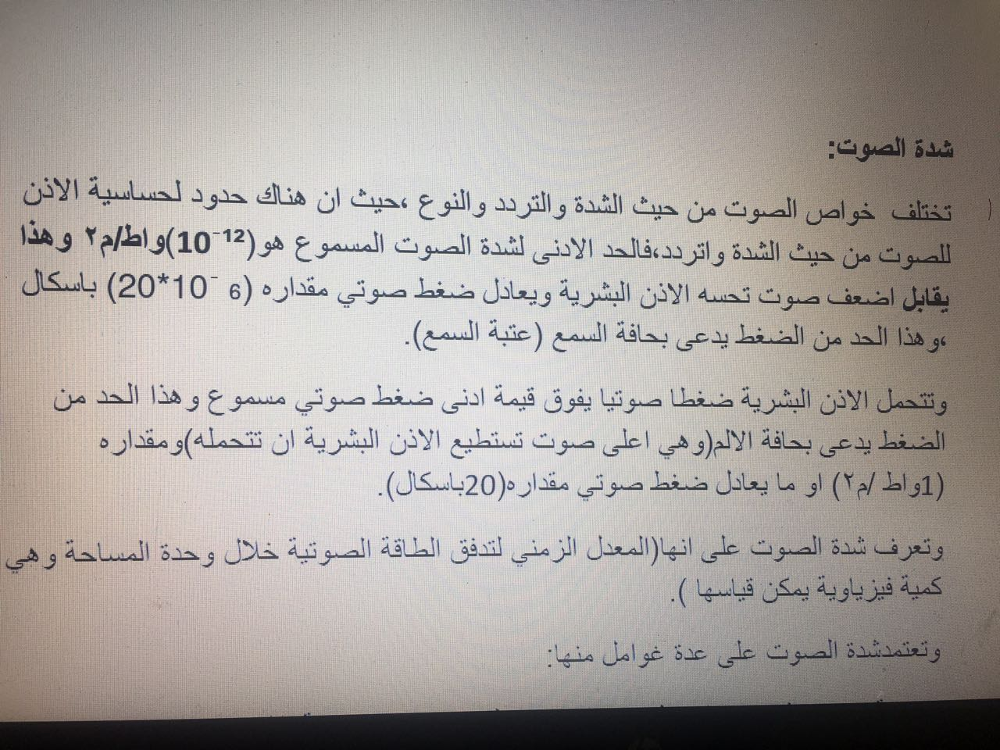 شدة الصوت:
تختلف خواص الصوت من حيث الشدة والتردد والنوع ،حيث ان هناك حدود لحساسية الاذن
للصوت من حيث الشدة واتردد،فالحد الادنى لشدة الصوت المسموع هو(10⁻¹²)واط/م٢ وهذا
يقابل اضعف صوت تحسه الاذن البشرية ويعادل ضغط صوتي مقداره (20*10⁻ 6) باسكال
،وهذا الحد من الضغط يدعى بحافة السمع (عتبة السمع).
وتتحمل الاذن البشرية ضغطا صوتيا يفوق قيمة ادنى ضغط صوتي مسموع وهذا الحد من
الضغط يدعى بحافة الالم(وهي اعلى صوت تستطيع الاذن البشرية ان تتحمله)ومقداره
(1واط /م٢) او ما يعادل ضغط صوتي مقداره(20باسكال).
وتعرف شدة الصوت على انها(المعدل الزمني لتدفق الطاقة الصوتية خلال وحدة المساحة وهي
كمية فيزياوية يمكن قياسها ).
وتعتمدشدة الصوت على عدة غوامل منها: